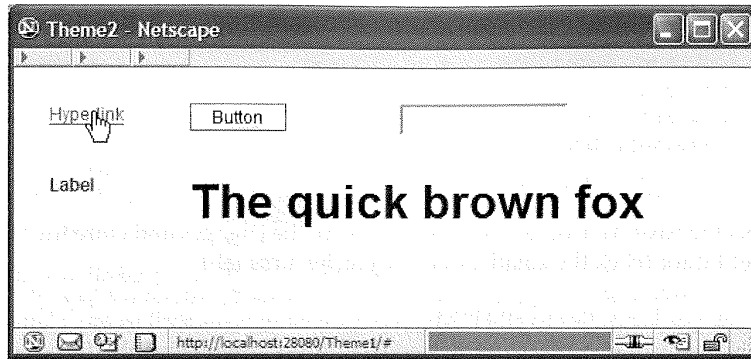 Theme2 - Netscape
Hyperlink
Button
Label
The quick brown fox
http://localhost:28080/Theme1/#